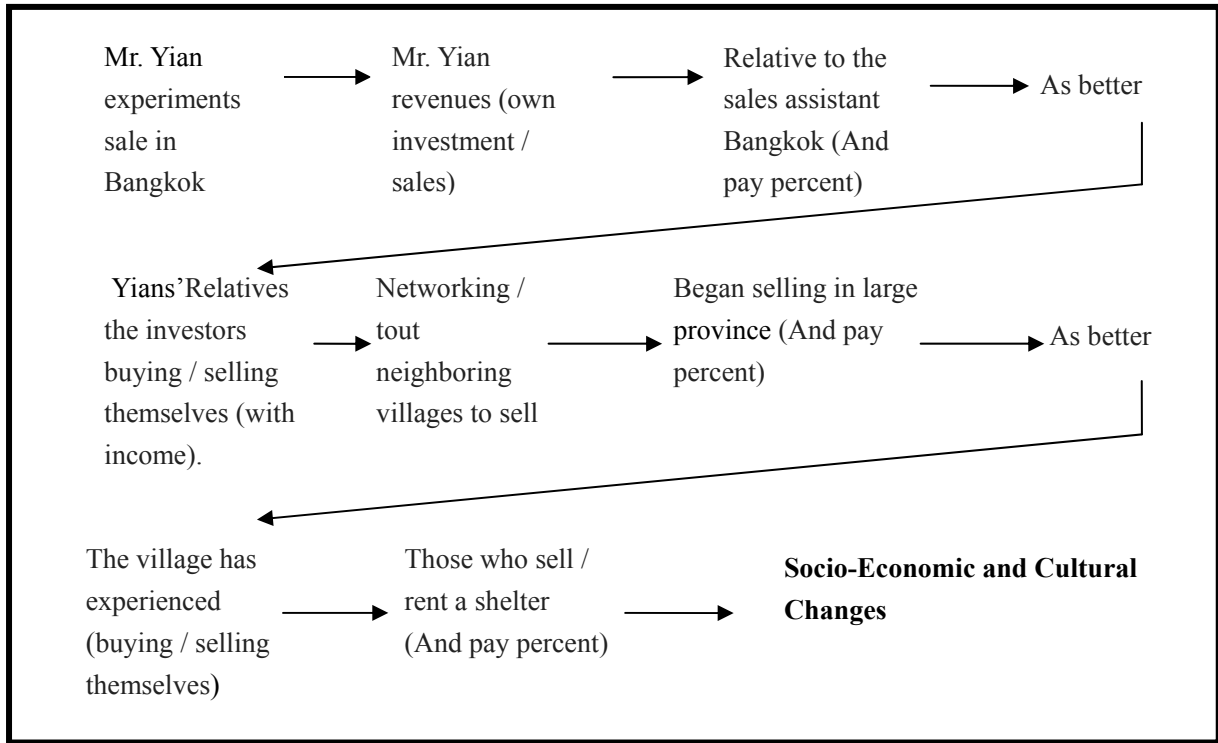 Mr. Yian
experiments
sale in
Bangkok
Mr. Yian
revenues (own
investment /
sales)
Relative to the
sales assistant
Bangkok (And
pay percent)
As better
Yians’Relatives
the investors
buying / selling
themselves (with
income).
Networking /
tout
neighboring
villages to sell
Began selling in large
province (And pay
percent)
As better
The village has
experienced
(buying / selling
themselves)
Those who sell /
rent a shelter
(And pay percent)
Socio-Economic and Cultural
Changes